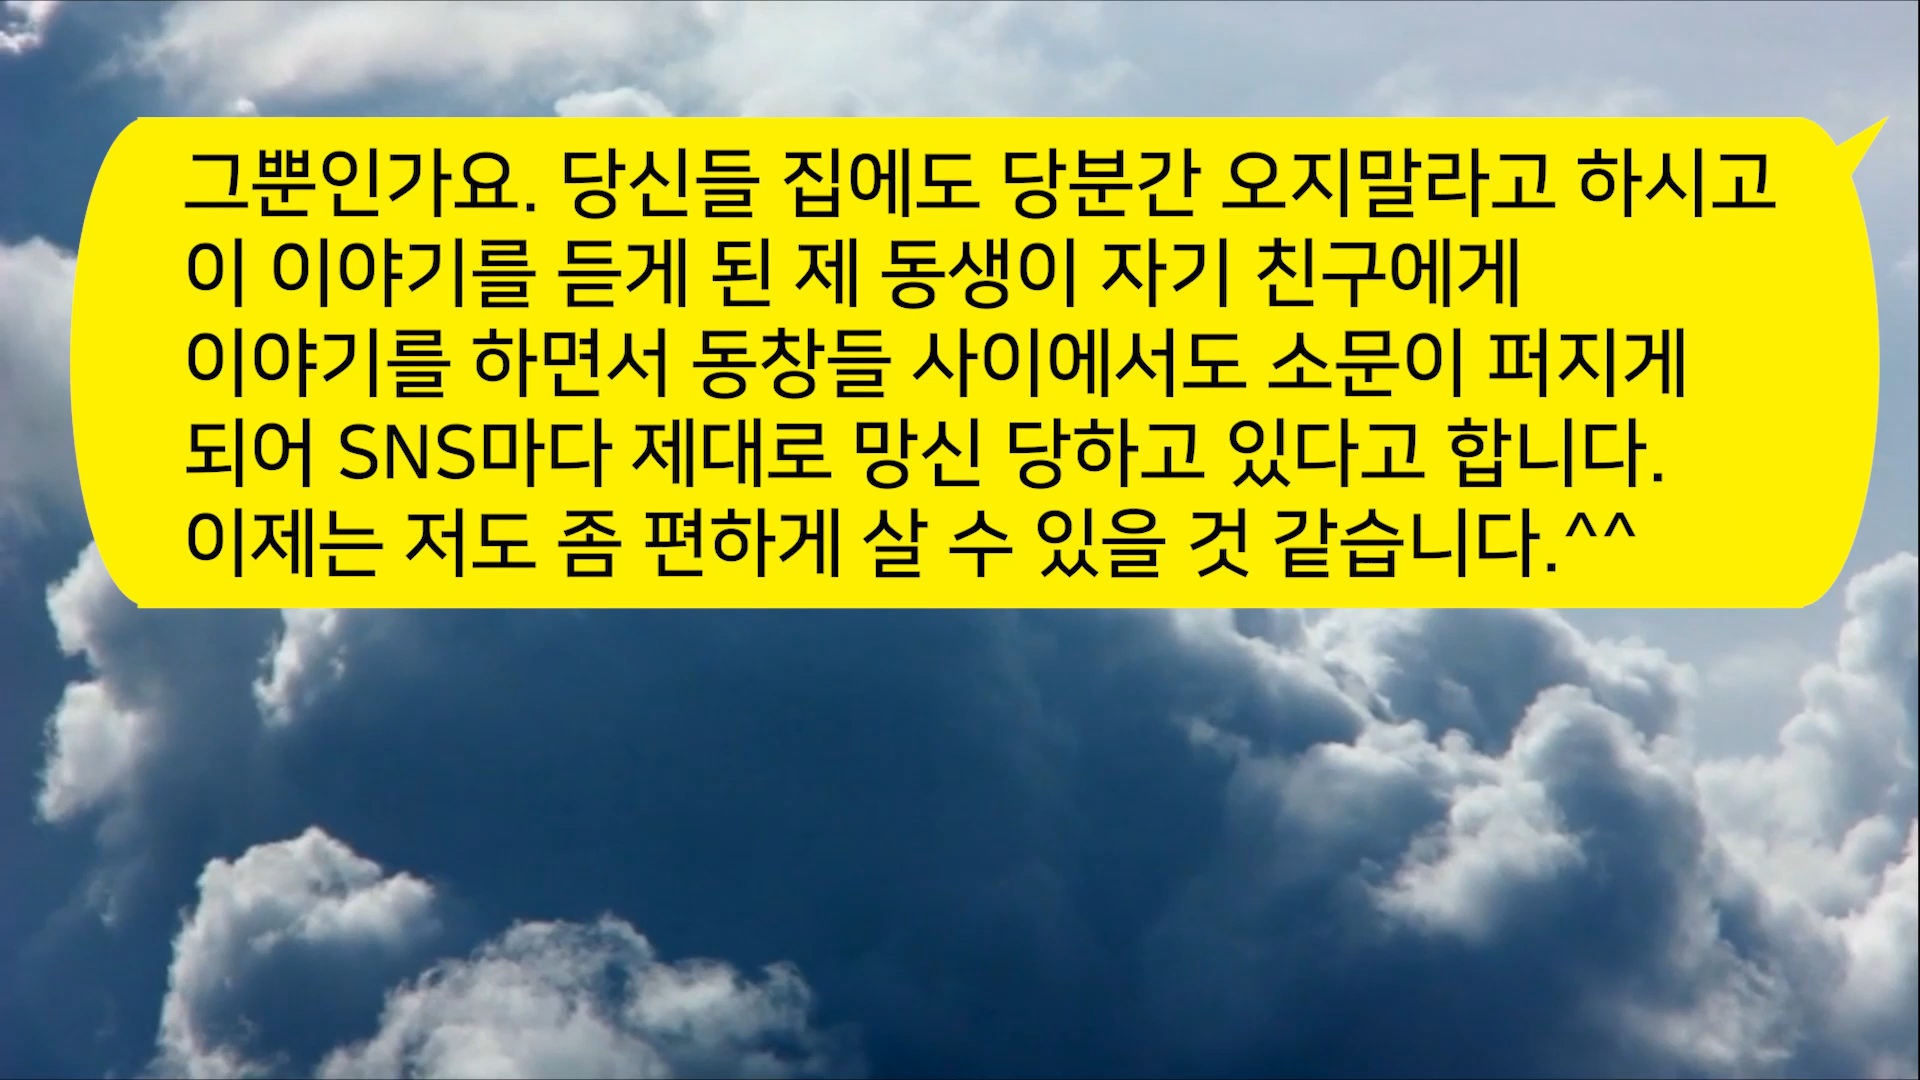 그뿐인가요. 당신들 집에도 당분간 오지말라고 하시고
이 이야기를 듣게 된 제 동생이 자기 친구에게
이야기를 하면서 동창들 사이에서도 소문이 퍼지게
되어 SNS마다 제대로 망신 당하고 있다고 합니다.
이제는 저도 좀 편하게 살 수 있을 것 같습니다.^^